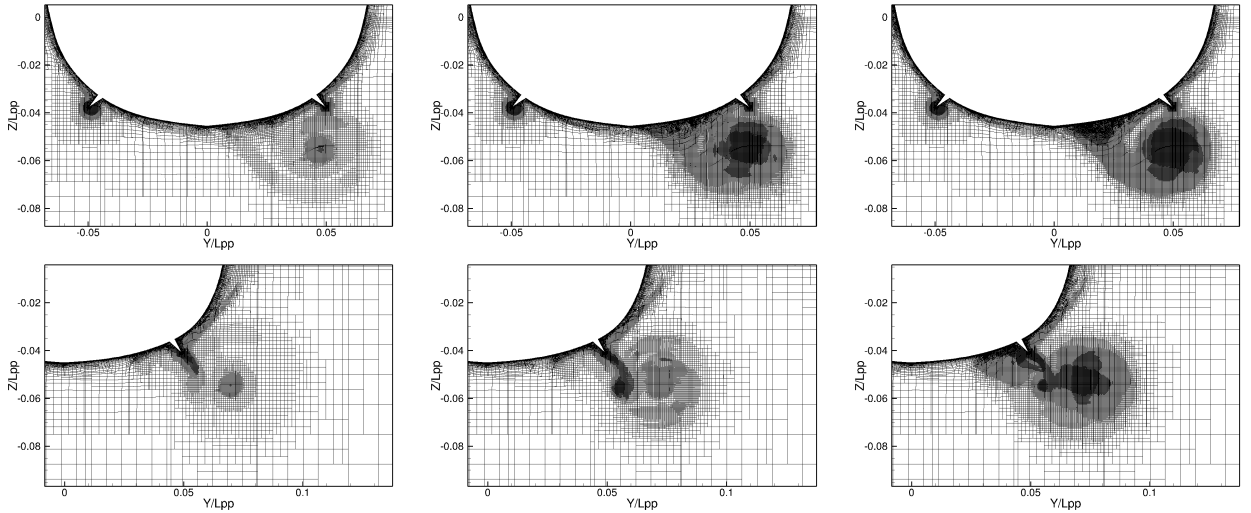 0 0 0
-0.02 -0.02 -0.02
-0.04 -0.04 -0.04
Z/Lpp Z/Lpp Z/Lpp
-0.06 -0.06 -0.06
-0.08 -0.08 -0.08
-0.05 0 0.05 -0.05 0 0.05 -0.05 0 0.05
Y/Lpp Y/Lpp Y/Lpp
-0.02 -0.02 -0.02
-0.04 -0.04 -0.04
Z/Lpp Z/Lpp Z/Lpp
-0.06 -0.06 -0.06
-0.08 -0.08 -0.08
0 0.05 0.1 0 0.05 0.1 0 0.05 0.1
Y/Lpp Y/Lpp Y/Lpp